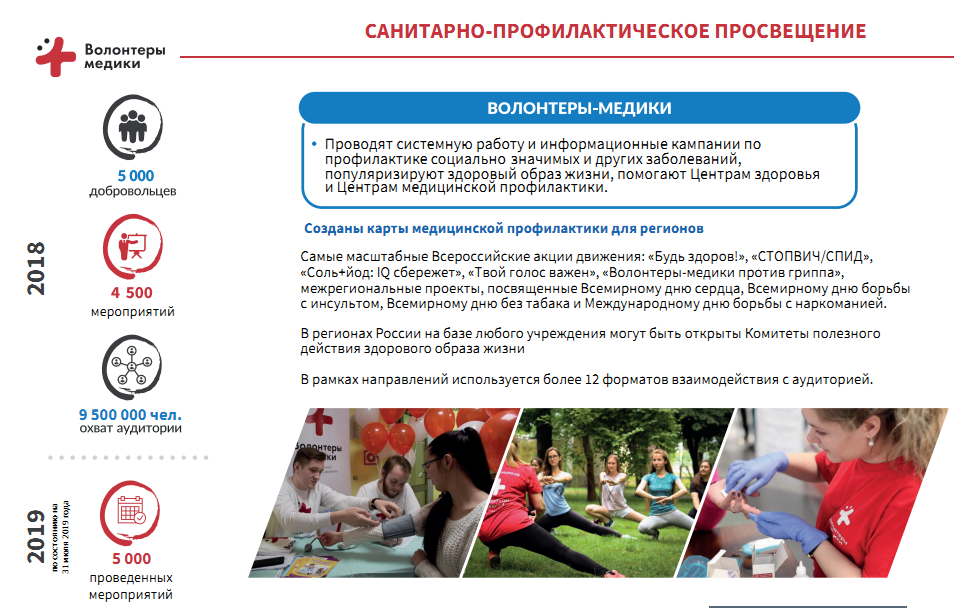 САНИТАРНО-ПРОФИЛАКТИЧЕСКОЕ ПРОСВЕЩЕНИЕ
Волонтеры
медики
2018
5 000
добровольцев
4 500
мероприятий
9 500 000 чел.
охват аудитории
2019
по состоянию на
31 июля 2019 года
5 000
проведенных
мероприятий
ВОЛОНТЕРЫ-МЕДИКИ
• Проводят системную работу и информационные кампании по
профилактике социально значимых и других заболеваний,
популяризируют здоровый образ жизни, помогают Центрам здоровья
и Центрам медицинской профилактики.
Созданы карты медицинской профилактики для регионов
Самые масштабные Всероссийские акции движения: «Будь здоров!», «СТОПВИЧ/СПИД»,
«Соль+йод: IQ сбережет», «Твой голос важен», «Волонтеры-медики против гриппа»,
межрегиональные проекты, посвященные Всемирному дню сердца, Всемирному дню борьбы
с инсультом, Всемирному дню без табака и Международному дню борьбы с наркоманией.
В регионах России на базе любого учреждения могут быть открыты Комитеты полезного
действия здорового образа жизни
В рамках направлений используется более 12 форматов взаимодействия с аудиторией.